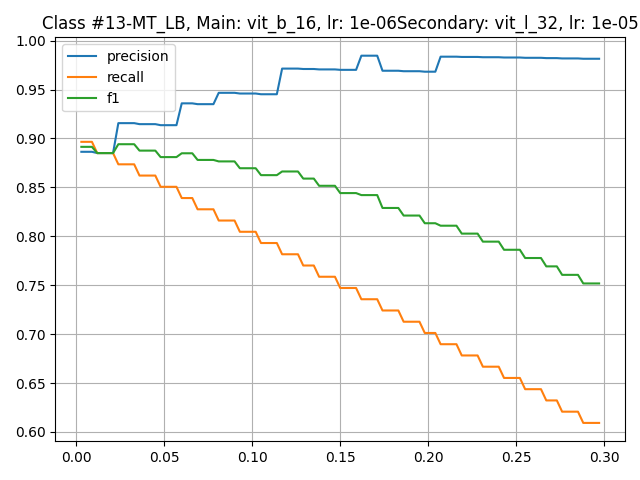 Class #13-MT_LB, Main: vit_b_16, lr: 1e-06Secondary: vit_l_32, lr: 1e-05
precision
recall
f1
1.00
0.95
0.90
0.85
0.80
0.75
0.70
0.65
0.60
0.00 0.05 0.10 0.15 0.20 0.25 0.30